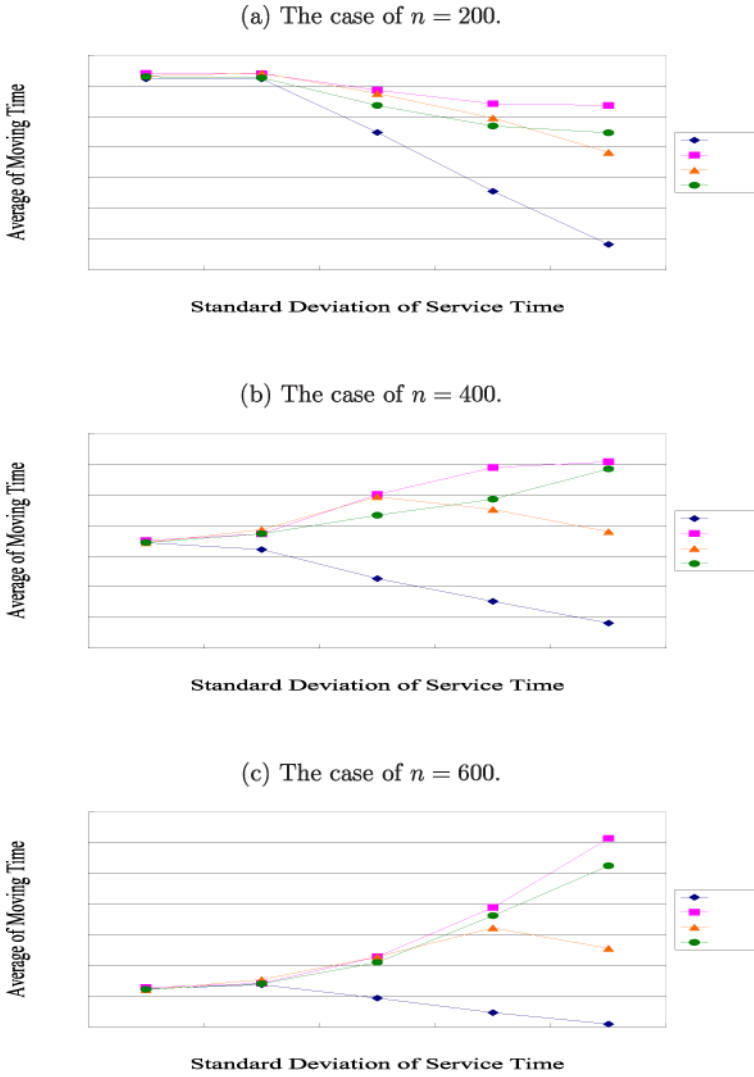 (a) The case of n = 200.
Average of Moving Time
Standard Deviation of Service Time
(b) The case of n = 400.
Average of Moving Time
Standard Deviation of Service Time
(c) The case of n = 600.
Average of Moving Time
Standard Deviation of Service Time